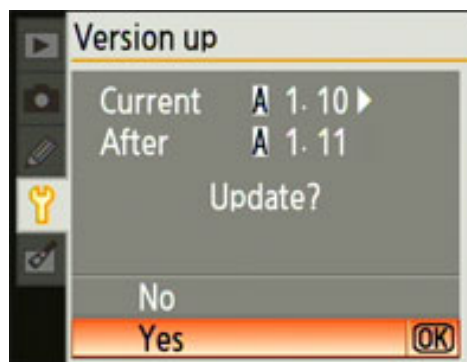 Version up
Current A 1.10
After A 1.11
Update?
No
Yes OK